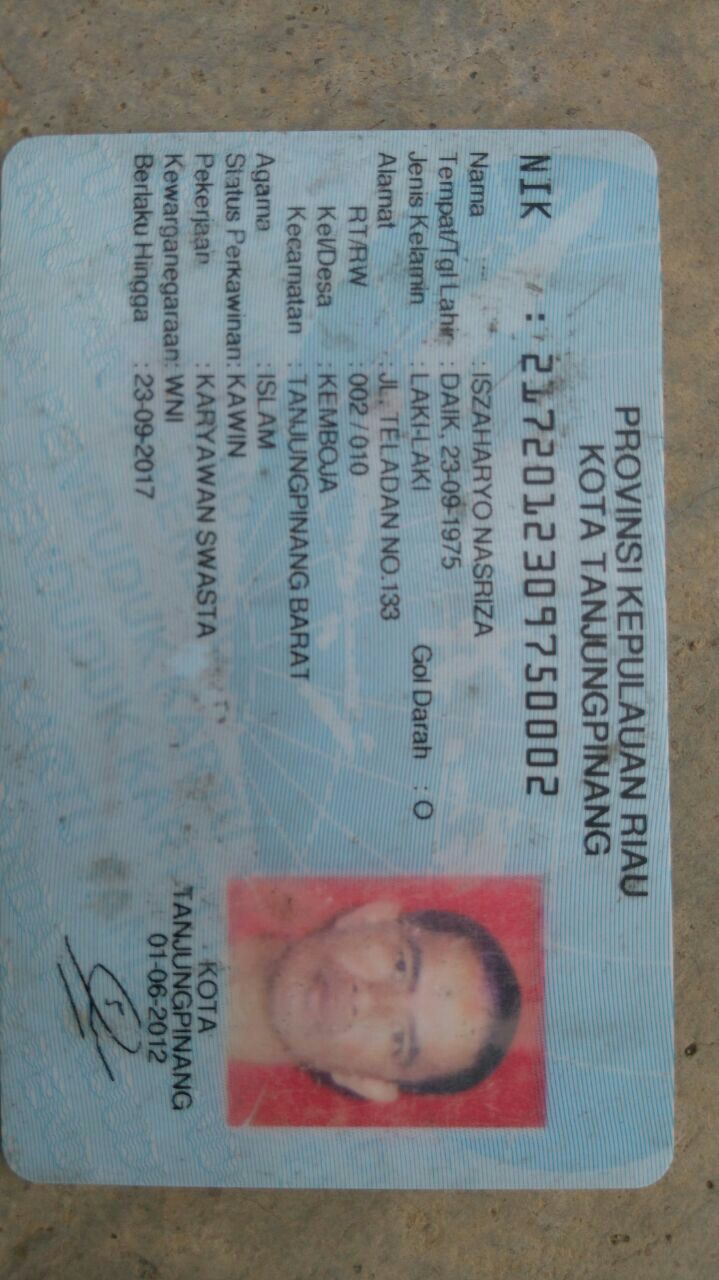 PROVINSI KEPULAUAN RIAU
KOTA TANJUNGPINANG
NIK : 2172012309750002
Nama : ISZAHARYO NASRIZA
Tempat/Tgl Lahir : DAIK, 23-09-1975
Jenis Kelamin : LAKI-LAKI Gol Darah : O
Alamat : JL. TELADAN NO.133
RT/RW : 002 / 010
Kel/Desa : KEMBOJA
Kecamatan : TANJUNGPINANG BARAT
Agama : ISLAM
Status Perkawinan: KAWIN
Pekerjaan : KARYAWAN SWASTA
Kewarganegaraan: WNI
Berlaku Hingga : 23-09-2017
KOTA
TANJUNGPINANG
01-06-2012